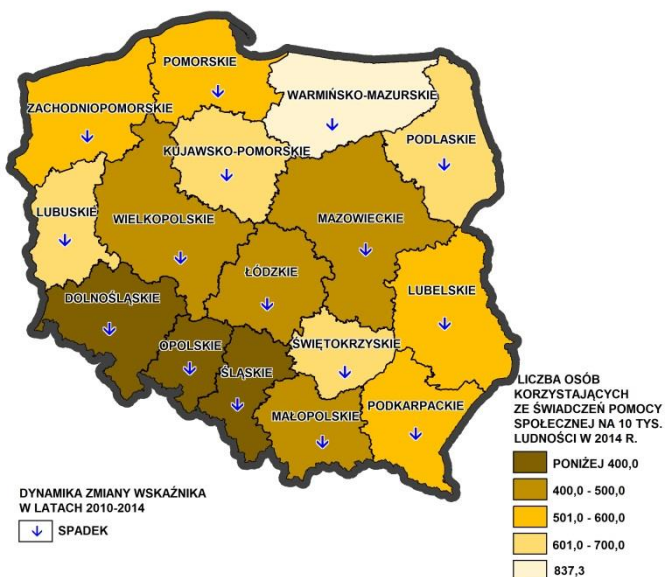 POMORSKIE
WARMIŃSKO-MAZURSKIE
ZACHODNIOPOMORSKIE
PODLASKIE
KUJAWSKO-POMORSKIE
LUBUSKIE
WIELKOPOLSKIE
MAZOWIECKIE
ŁÓDZKIE
DOLNOŚLĄSKIE
LUBELSKIE
OPOLSKIE
ŚWIĘTOKRZYSKIE
ŚLĄSKIE
MAŁOPOLSKIE
PODKARPACKIE
LICZBA OSÓB
KORZYSTAJĄCYCH
ZE ŚWIADCZEŃ POMOCY
SPOŁECZNEJ NA 10 TYS.
LUDNOŚCI W 2014 R.
PONIŻEJ 400,0
400,0 - 500,0
501,0 - 600,0
601,0 - 700,0
837,3
DYNAMIKA ZMIANY WSKAŹNIKA
W LATACH 2010-2014
SPADEK